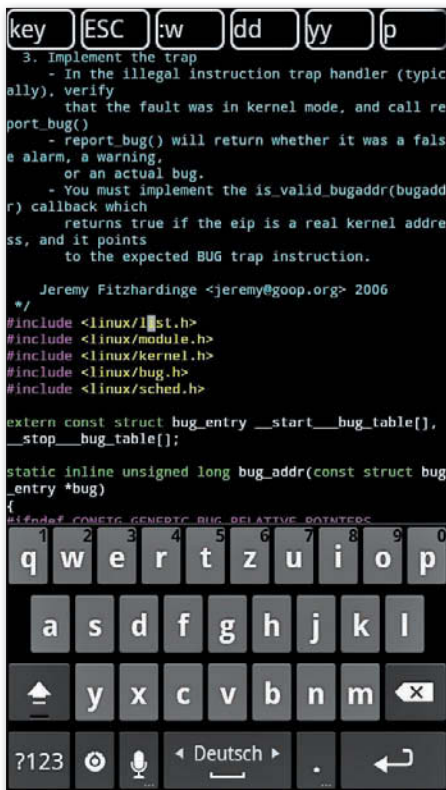 key ESC :w dd yy p
3. Implement the trap
- In the illegal instruction trap handler (typic
ally), verify
that the fault was in kernel mode, and call re
port_bug()
- report_bug() will return whether it was a fals
e alarm, a warning,
or an actual bug.
- You must implement the is_valid_bugaddr(bugadd
r) callback which
returns true if the eip is a real kernel addre
ss, and it points
to the expected BUG trap instruction.
Jeremy Fitzhardinge <jeremy@goop.org> 2006
*/
#include <linux/list.h>
#include <linux/module.h>
#include <linux/kernel.h>
#include <linux/bug.h>
#include <linux/sched.h>
extern const struct bug_entry __start___bug_table[],
__stop___bug_table[];
static inline unsigned long bug_addr(const struct bug
_entry *bug)
{
#ifndef CONFIG_GENERIC_BUG_RELATIVE_POINTERS
1 2 3 4 5 6 7 8 9 0
q w e r t z u i o p
a s d f g h j k l
y x c v b n m
?123 ◂ Deutsch ▸ .